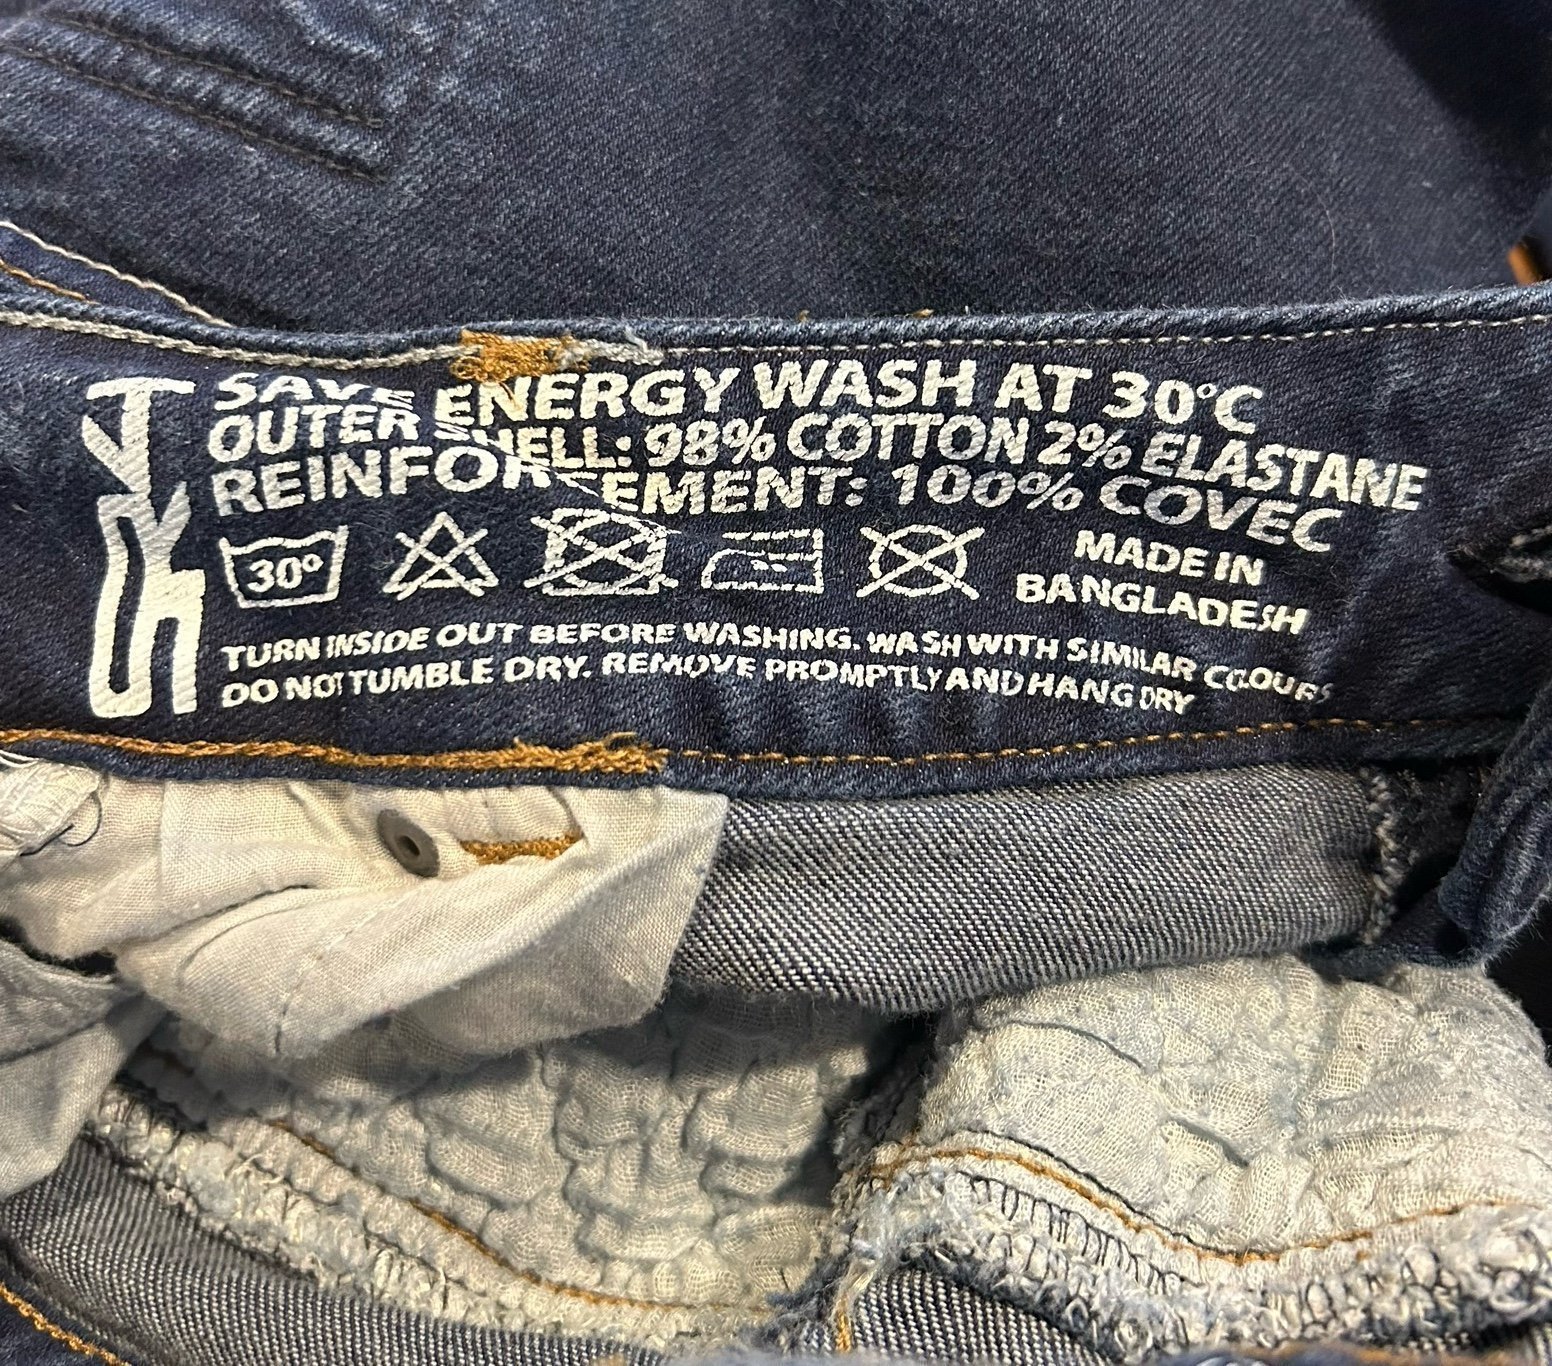 SAVE ENERGY WASH AT 30°C
OUTER SHELL: 98% COTTON 2% ELASTANE
REINFORCEMENT: 100% COVEC
30°
MADE IN
BANGLADESH
TURN INSIDE OUT BEFORE WASHING. WASH WITH SIMILAR COLOURS
DO NOT TUMBLE DRY. REMOVE PROMPTLY AND HANG DRY